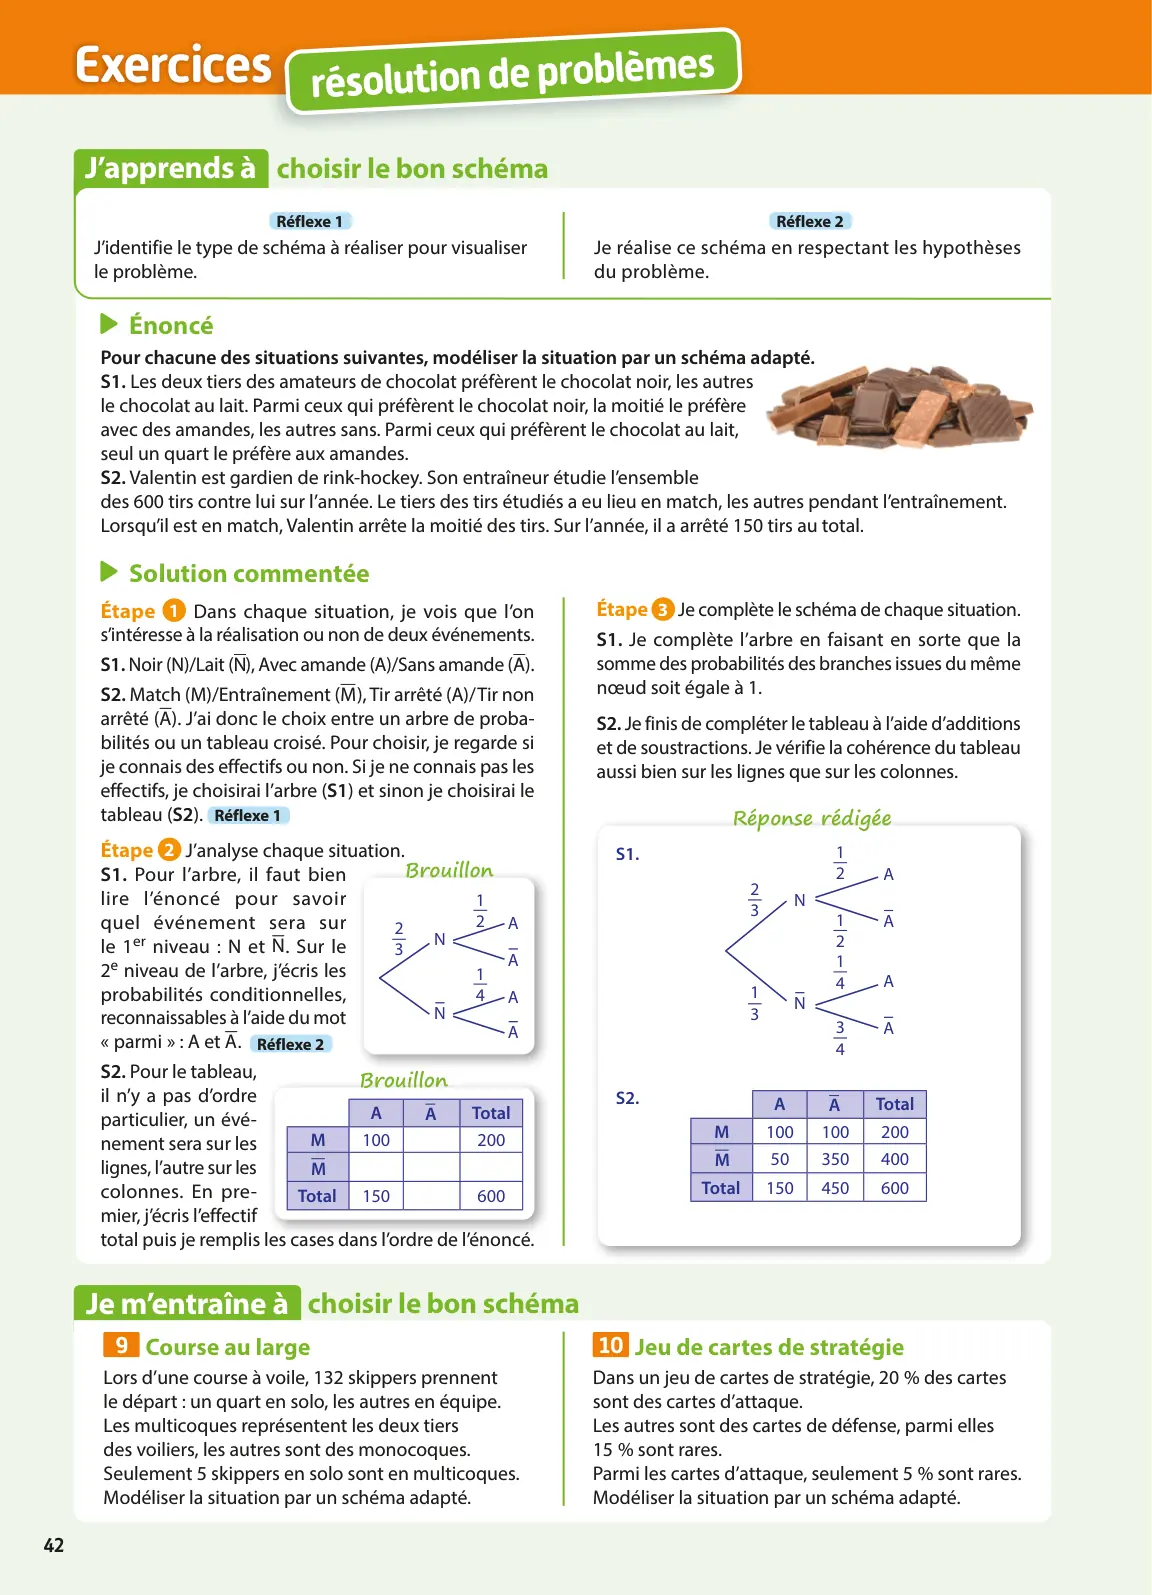 Exercices résolution de problèmes
J'apprends à choisir le bon schéma
Réflexe 1
J'identifie le type de schéma à réaliser pour visualiser
le problème.
Réflexe 2
Je réalise ce schéma en respectant les hypothèses
du problème.
Énoncé
Pour chacune des situations suivantes, modéliser la situation par un schéma adapté.
S1. Les deux tiers des amateurs de chocolat préfèrent le chocolat noir, les autres
le chocolat au lait. Parmi ceux qui préfèrent le chocolat noir, la moitié le préfère
avec des amandes, les autres sans. Parmi ceux qui préfèrent le chocolat au lait,
seul un quart le préfère aux amandes.
S2. Valentin est gardien de rink-hockey. Son entraîneur étudie l'ensemble
des 600 tirs contre lui sur l'année. Le tiers des tirs étudiés a eu lieu en match, les autres pendant l'entraînement.
Lorsqu'il est en match, Valentin arrête la moitié des tirs. Sur l'année, il a arrêté 150 tirs au total.
Solution commentée
Étape 1 Dans chaque situation, je vois que l'on
s'intéresse à la réalisation ou non de deux événements.
S1. Noir (N)/Lait (N̅), Avec amande (A)/Sans amande (A̅).
S2. Match (M)/Entraînement (M̅), Tir arrêté (A)/Tir non
arrêté (A̅). J'ai donc le choix entre un arbre de proba-
bilités ou un tableau croisé. Pour choisir, je regarde si
je connais des effectifs ou non. Si je ne connais pas les
effectifs, je choisirai l'arbre (S1) et sinon je choisirai le
tableau (S2). Réflexe 1
Étape 2 J'analyse chaque situation.
S1. Pour l'arbre, il faut bien
lire l'énoncé pour savoir
quel événement sera sur
le 1er niveau : N et N̅. Sur le
2e niveau de l'arbre, j'écris les
probabilités conditionnelles,
reconnaissables à l'aide du mot
« parmi » : A et A̅. Réflexe 2
Brouillon
2/3 N 1/2 A
A̅
N̅ 1/4 A
A̅
S2. Pour le tableau,
il n'y a pas d'ordre
particulier, un évé-
nement sera sur les
lignes, l'autre sur les
colonnes. En pre-
mier, j'écris l'effectif
total puis je remplis les cases dans l'ordre de l'énoncé.
Brouillon
A A̅ Total
M 100 200
M̅
Total 150 600
Étape 3 Je complète le schéma de chaque situation.
S1. Je complète l'arbre en faisant en sorte que la
somme des probabilités des branches issues du même
nœud soit égale à 1.
S2. Je finis de compléter le tableau à l'aide d'additions
et de soustractions. Je vérifie la cohérence du tableau
aussi bien sur les lignes que sur les colonnes.
Réponse rédigée
S1.
2/3 N 1/2 A
1/2 A̅
1/3 N̅ 1/4 A
3/4 A̅
S2.
A A̅ Total
M 100 100 200
M̅ 50 350 400
Total 150 450 600
Je m'entraîne à choisir le bon schéma
9 Course au large
Lors d'une course à voile, 132 skippers prennent
le départ : un quart en solo, les autres en équipe.
Les multicoques représentent les deux tiers
des voiliers, les autres sont des monocoques.
Seulement 5 skippers en solo sont en multicoques.
Modéliser la situation par un schéma adapté.
10 Jeu de cartes de stratégie
Dans un jeu de cartes de stratégie, 20 % des cartes
sont des cartes d'attaque.
Les autres sont des cartes de défense, parmi elles
15 % sont rares.
Parmi les cartes d'attaque, seulement 5 % sont rares.
Modéliser la situation par un schéma adapté.
42